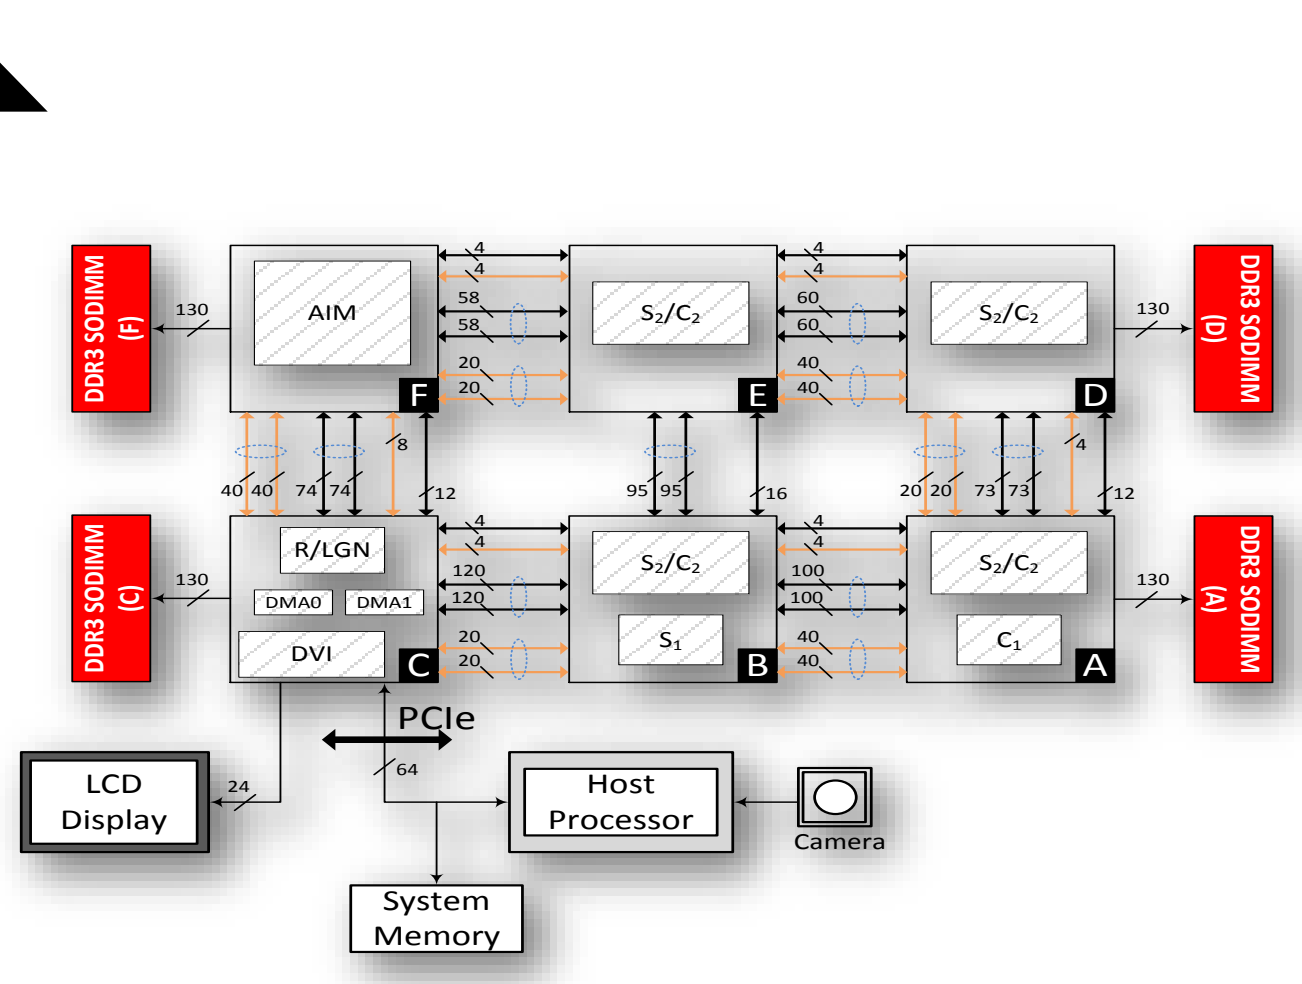 4
4
4
4
58
58
60
60
20
20
40
40
DDR3 SODIMM
(F)
130
AIM
F
S₂/C₂
E
S₂/C₂
D
130
DDR3 SODIMM
(D)
40 40 74 74 8 12
95 95 16
20 20 73 73 4 12
4
4
4
4
120
120
100
100
20
20
40
40
DDR3 SODIMM
(C)
130
R/LGN
DMA0
DMA1
DVI
C
S₂/C₂
S₁
B
S₂/C₂
C₁
A
130
DDR3 SODIMM
(A)
PCIe
64
24
LCD
Display
Host
Processor
Camera
System
Memory